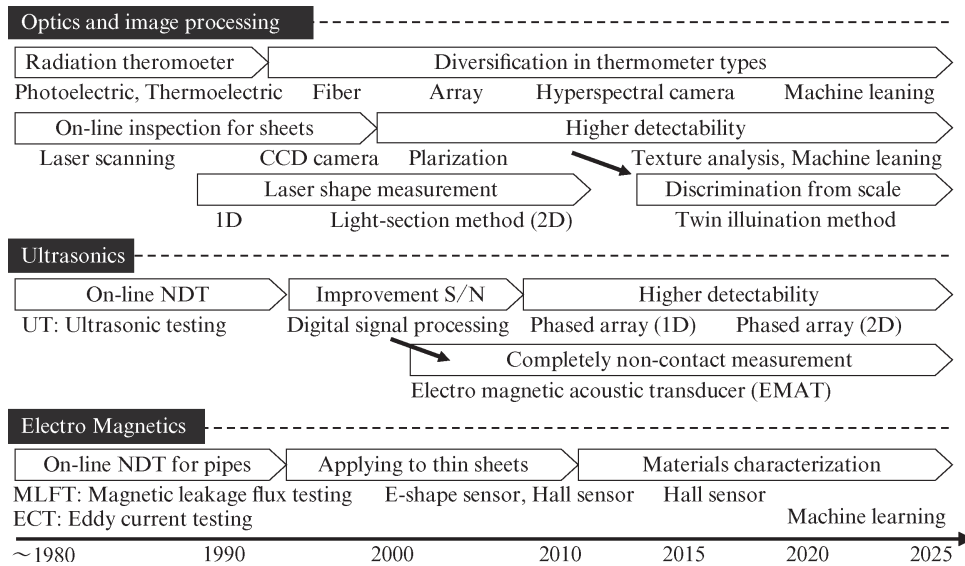 Optics and image processing
Radiation theromoeter Diversification in thermometer types
Photoelectric, Thermoelectric Fiber Array Hyperspectral camera Machine leaning
On-line inspection for sheets Higher detectability
Laser scanning CCD camera Plarization Texture analysis, Machine leaning
Laser shape measurement Discrimination from scale
1D Light-section method (2D) Twin illuination method
Ultrasonics
On-line NDT Improvement S/N Higher detectability
UT: Ultrasonic testing Digital signal processing Phased array (1D) Phased array (2D)
Completely non-contact measurement
Electro magnetic acoustic transducer (EMAT)
Electro Magnetics
On-line NDT for pipes Applying to thin sheets Materials characterization
MLFT: Magnetic leakage flux testing E-shape sensor, Hall sensor Hall sensor
ECT: Eddy current testing Machine learning
～1980 1990 2000 2010 2015 2020 2025